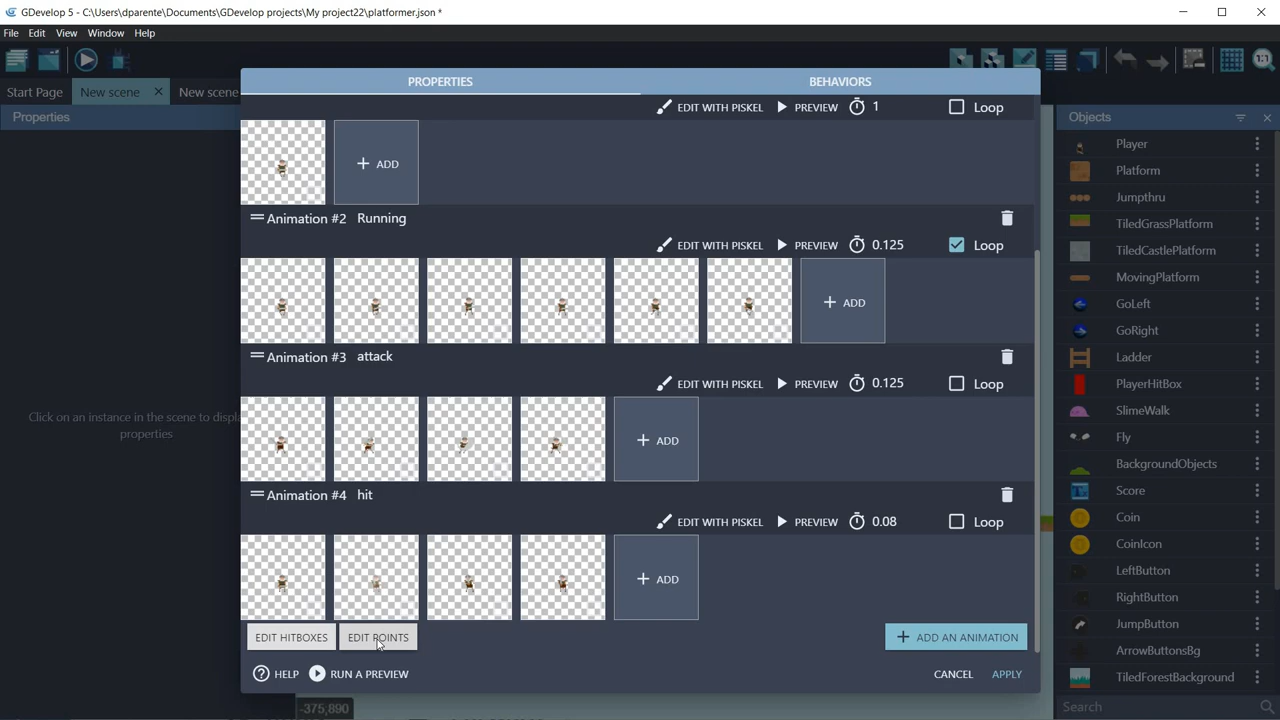 GDevelop 5 - C:\Users\dparente\Documents\GDevelop projects\My project22\platformer.json *
File Edit View Window Help
1:1
Start Page New scene × New scene
PROPERTIES BEHAVIORS
Properties
Objects
EDIT WITH PISKEL PREVIEW 1 Loop
+ ADD
Animation #2 Running
EDIT WITH PISKEL PREVIEW 0.125 Loop
+ ADD
Animation #3 attack
EDIT WITH PISKEL PREVIEW 0.125 Loop
+ ADD
Animation #4 hit
EDIT WITH PISKEL PREVIEW 0.08 Loop
+ ADD
EDIT HITBOXES EDIT POINTS + ADD AN ANIMATION
HELP RUN A PREVIEW CANCEL APPLY
Click on an instance in the scene to displ
properties
-375;890
Player
Platform
Jumpthru
TiledGrassPlatform
TiledCastlePlatform
MovingPlatform
GoLeft
GoRight
Ladder
PlayerHitBox
SlimeWalk
Fly
BackgroundObjects
Score
Coin
CoinIcon
LeftButton
RightButton
JumpButton
ArrowButtonsBg
TiledForestBackground
Search